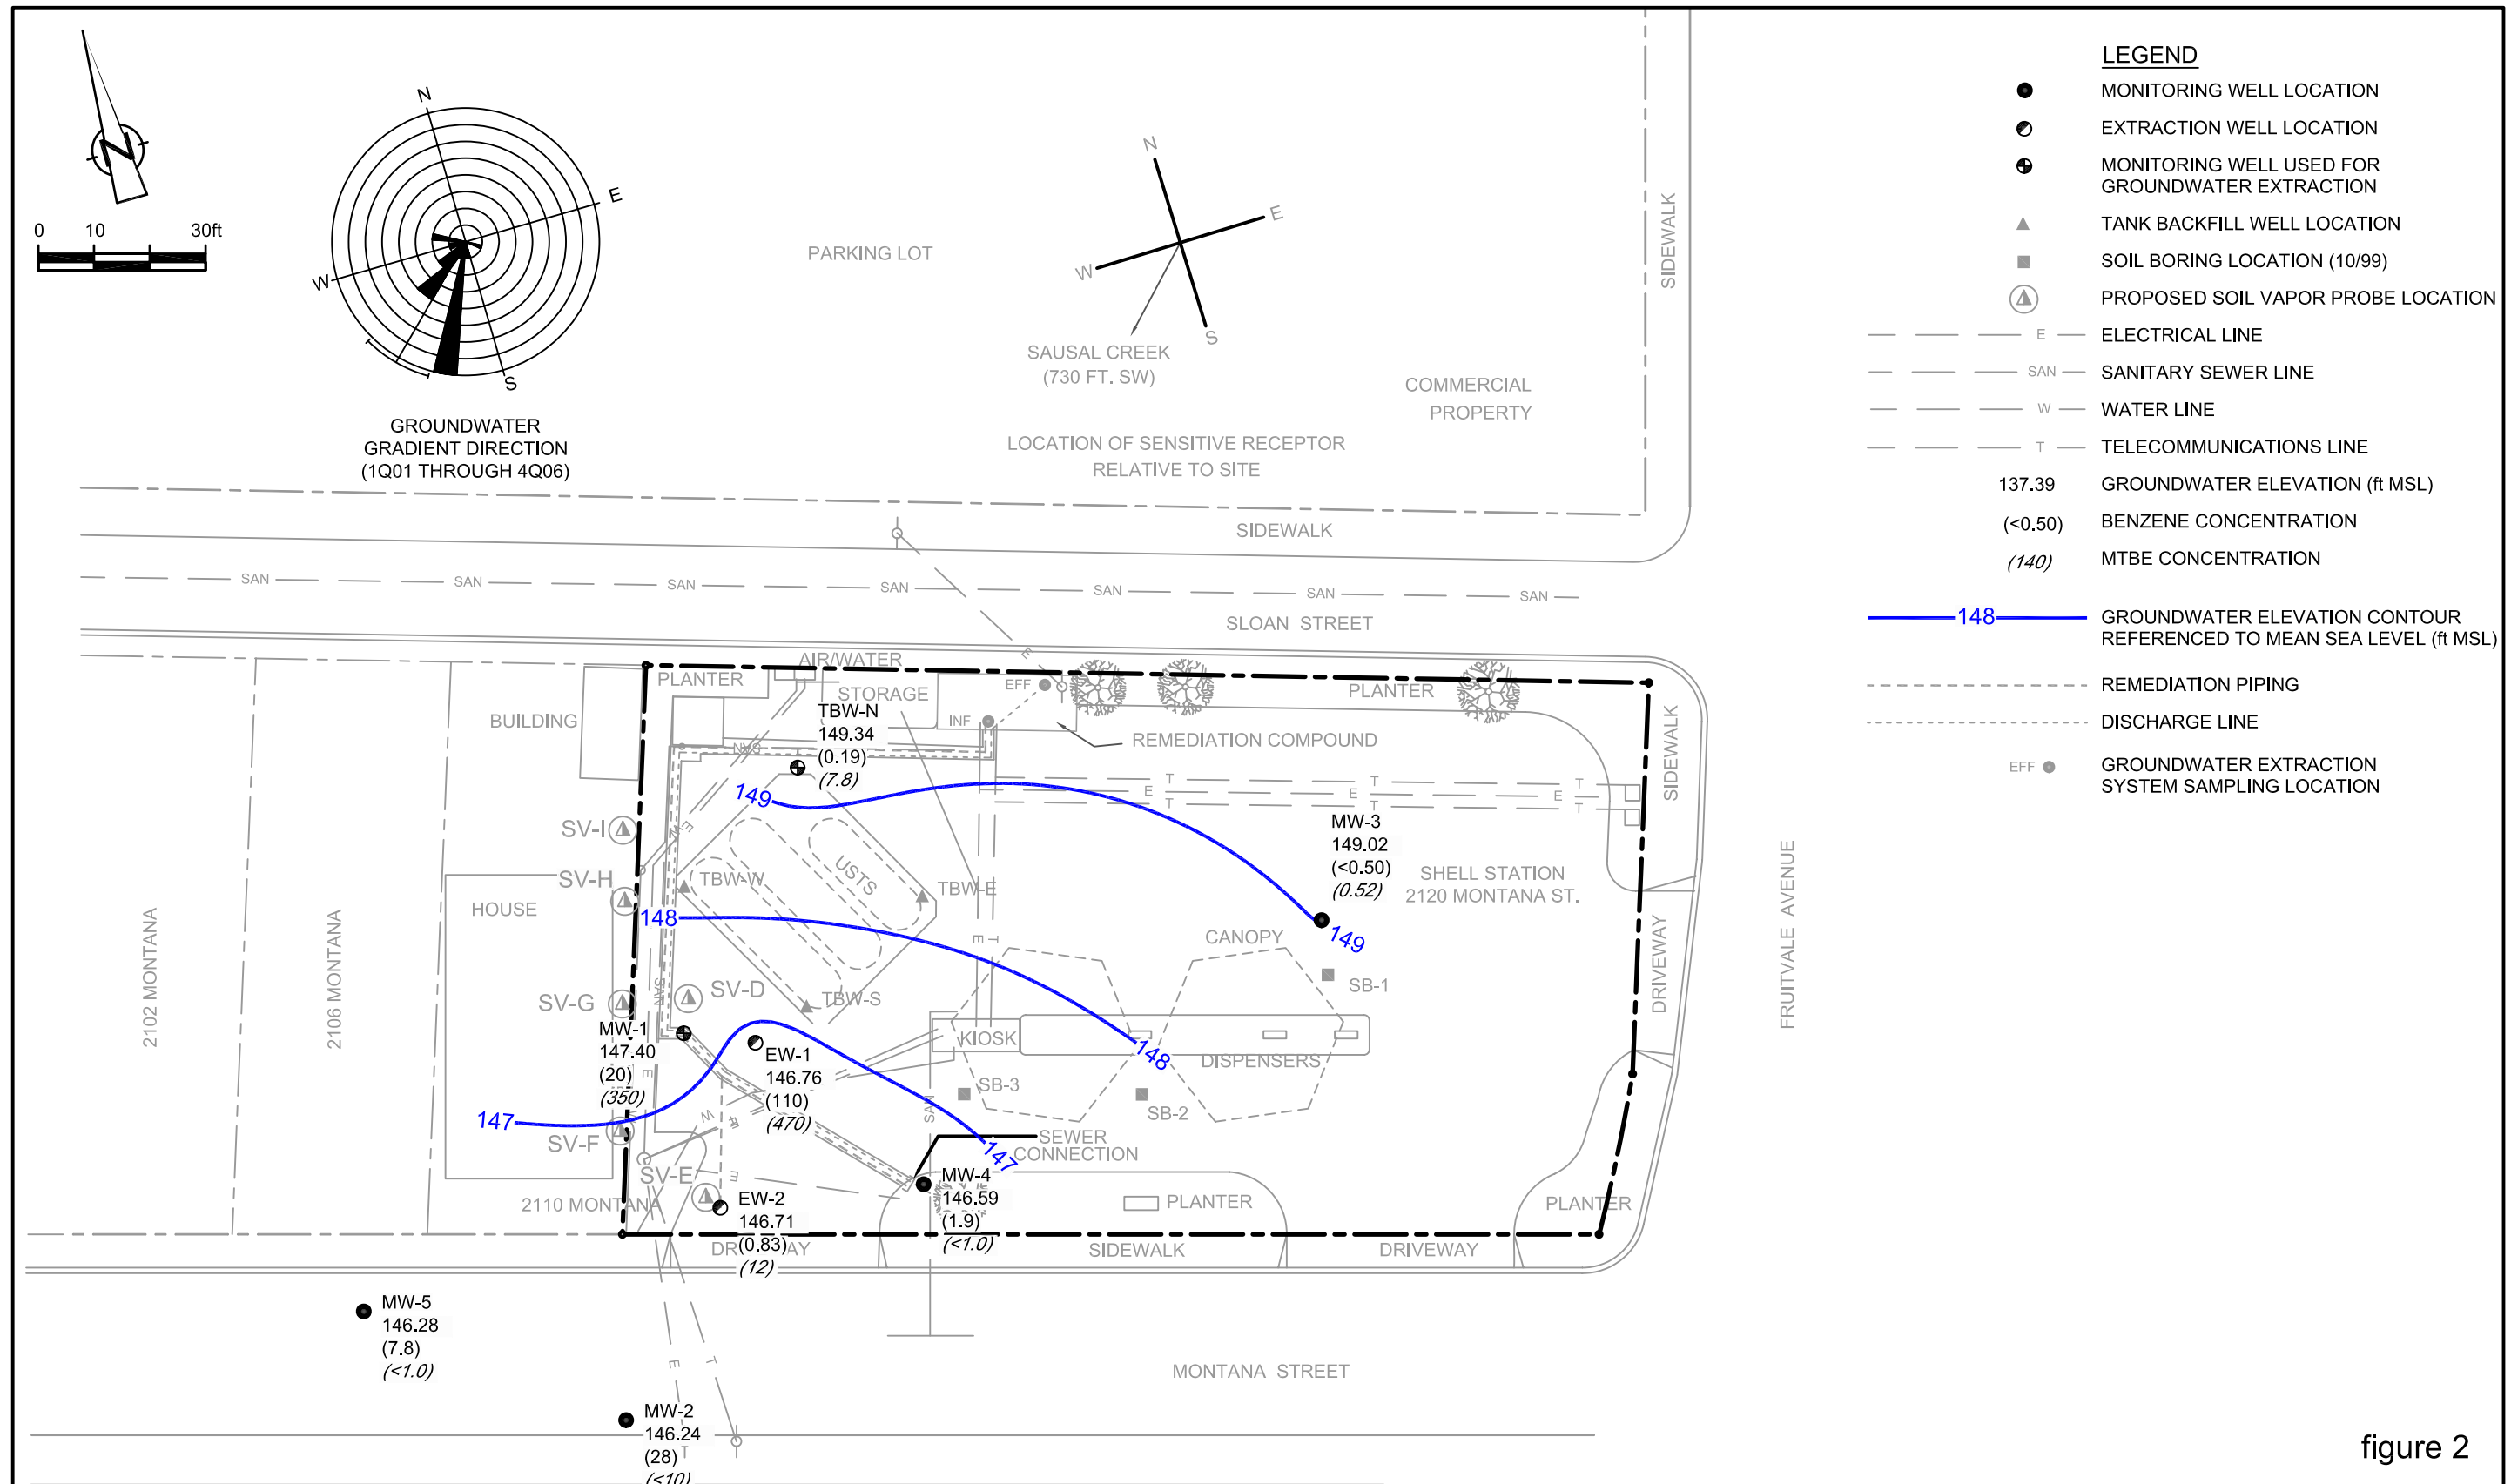 N
0 10 30ft
N
E
W
S
GROUNDWATER
GRADIENT DIRECTION
(1Q01 THROUGH 4Q06)
PARKING LOT
N
E
W
S
SAUSAL CREEK
(730 FT. SW)
LOCATION OF SENSITIVE RECEPTOR
RELATIVE TO SITE
COMMERCIAL
PROPERTY
SIDEWALK
SIDEWALK
LEGEND
MONITORING WELL LOCATION
EXTRACTION WELL LOCATION
MONITORING WELL USED FOR
GROUNDWATER EXTRACTION
TANK BACKFILL WELL LOCATION
SOIL BORING LOCATION (10/99)
PROPOSED SOIL VAPOR PROBE LOCATION
E ELECTRICAL LINE
SAN SANITARY SEWER LINE
W WATER LINE
T TELECOMMUNICATIONS LINE
137.39 GROUNDWATER ELEVATION (ft MSL)
(<0.50) BENZENE CONCENTRATION
(140) MTBE CONCENTRATION
148 GROUNDWATER ELEVATION CONTOUR
REFERENCED TO MEAN SEA LEVEL (ft MSL)
REMEDIATION PIPING
DISCHARGE LINE
EFF GROUNDWATER EXTRACTION
SYSTEM SAMPLING LOCATION
SAN SAN SAN SAN SAN SAN SAN
SLOAN STREET
AIR/WATER
PLANTER
STORAGE
EFF
E
PLANTER
BUILDING
TBW-N
149.34
(0.19)
(7.8)
INF
REMEDIATION COMPOUND
SAN
SIDEWALK
T T T
E E E
T T T
149
SV-I
E
MW-3
149.02
(<0.50)
(0.52)
SHELL STATION
2120 MONTANA ST.
USTS
SV-H
TBW-W
TBW-E
HOUSE
148
149
CANOPY
T
E
SB-1
SV-G
SV-D
SAN
TBW-S
2102 MONTANA
2106 MONTANA
DRIVEWAY
FRUITVALE AVENUE
MW-1
147.40
(20)
(350)
E
EW-1
146.76
(110)
(470)
KIOSK
148
DISPENSERS
SB-3
SB-2
SAN
W
147
SV-F
SEWER
CONNECTION
147
SV-E
E
2110 MONTANA
EW-2
146.71
(0.83)
(12)
MW-4
146.59
(1.9)
(<1.0)
PLANTER
PLANTER
SIDEWALK
DRIVEWAY
MW-5
146.28
(7.8)
(<1.0)
E
T
MONTANA STREET
MW-2
146.24
(28)
(<10)
figure 2